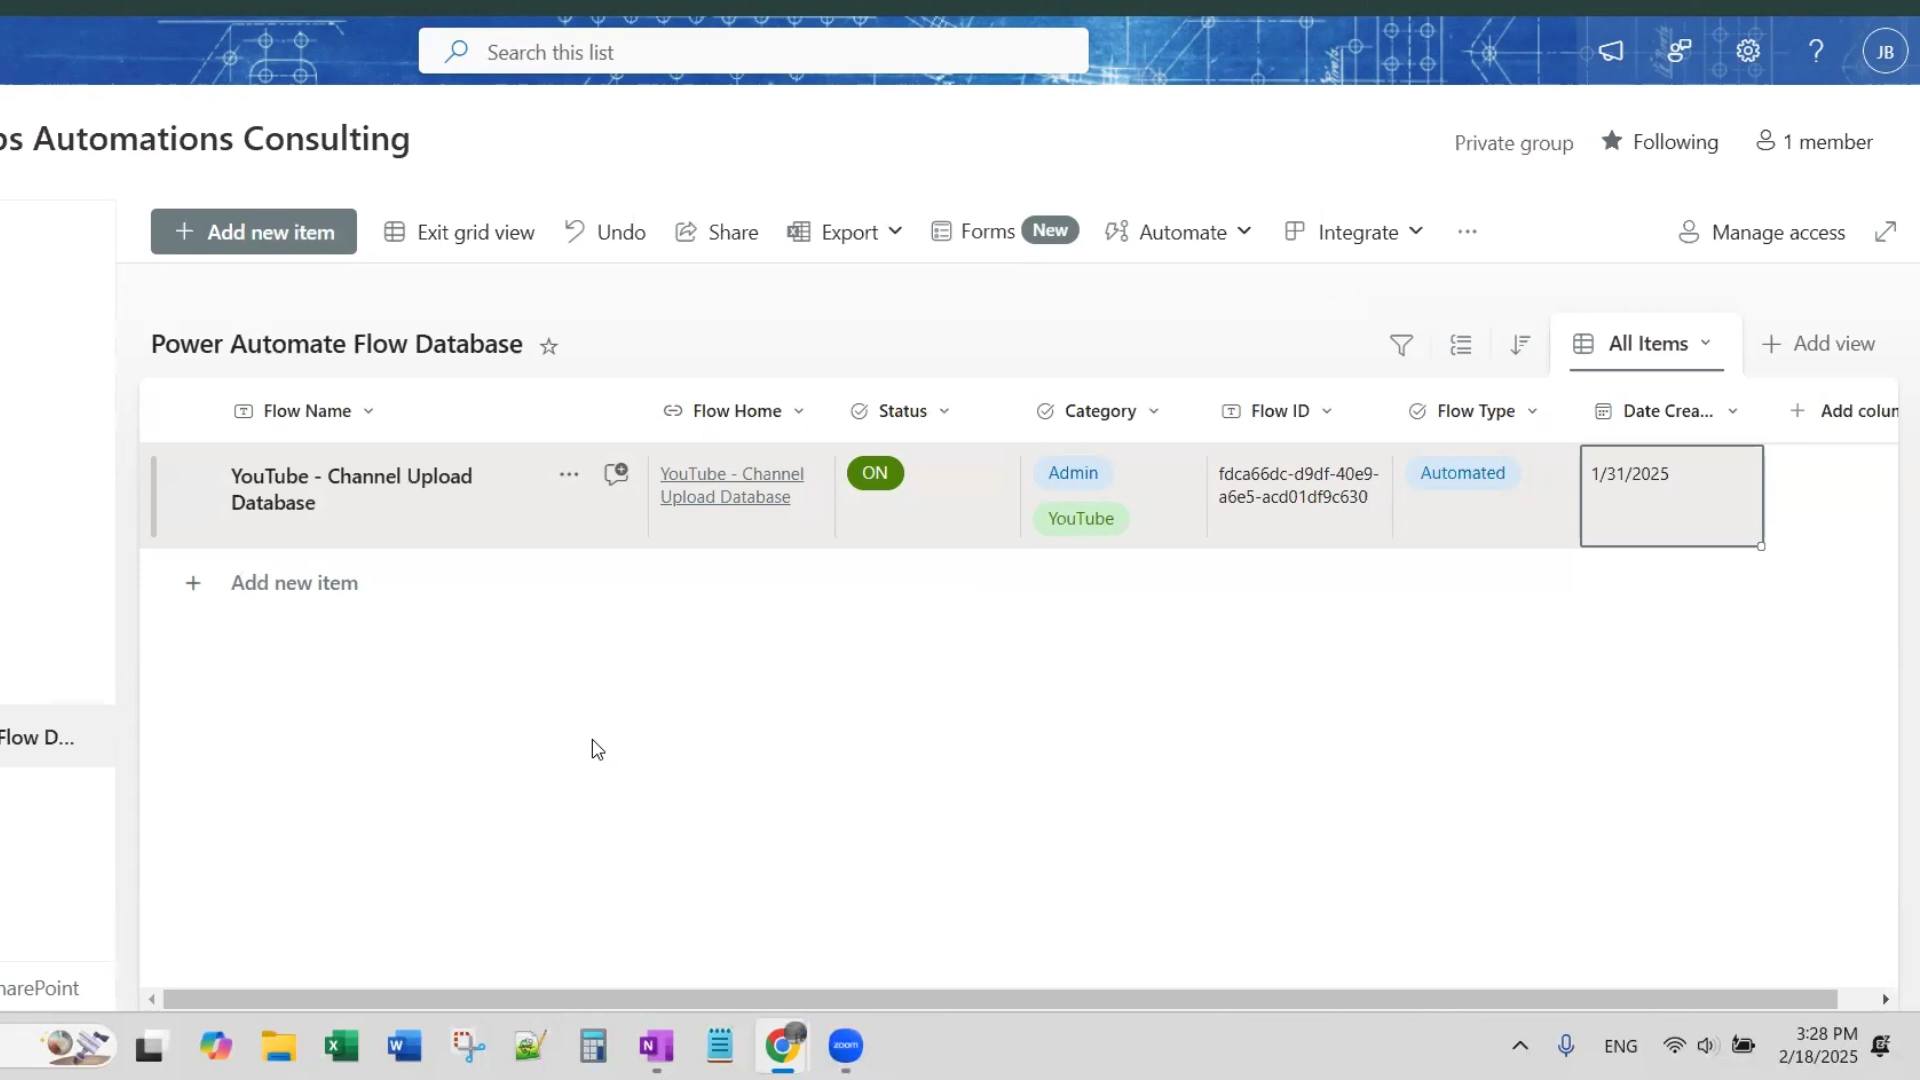 Search this list
JB
Automations Consulting
Private group
Following
1 member
Add new item
Exit grid view
Undo
Share
Export
Forms
New
Automate
Integrate
Manage access
Power Automate Flow Database
All Items
Add view
Flow Name
Flow Home
Status
Category
Flow ID
Flow Type
Date Crea...
Add colum
YouTube - Channel Upload
Database
YouTube - Channel
Upload Database
ON
Admin
YouTube
fdca66dc-d9df-40e9-
a6e5-acd01df9c630
Automated
1/31/2025
Add new item
Flow D...
harePoint
zoom
ENG
3:28 PM
2/18/2025